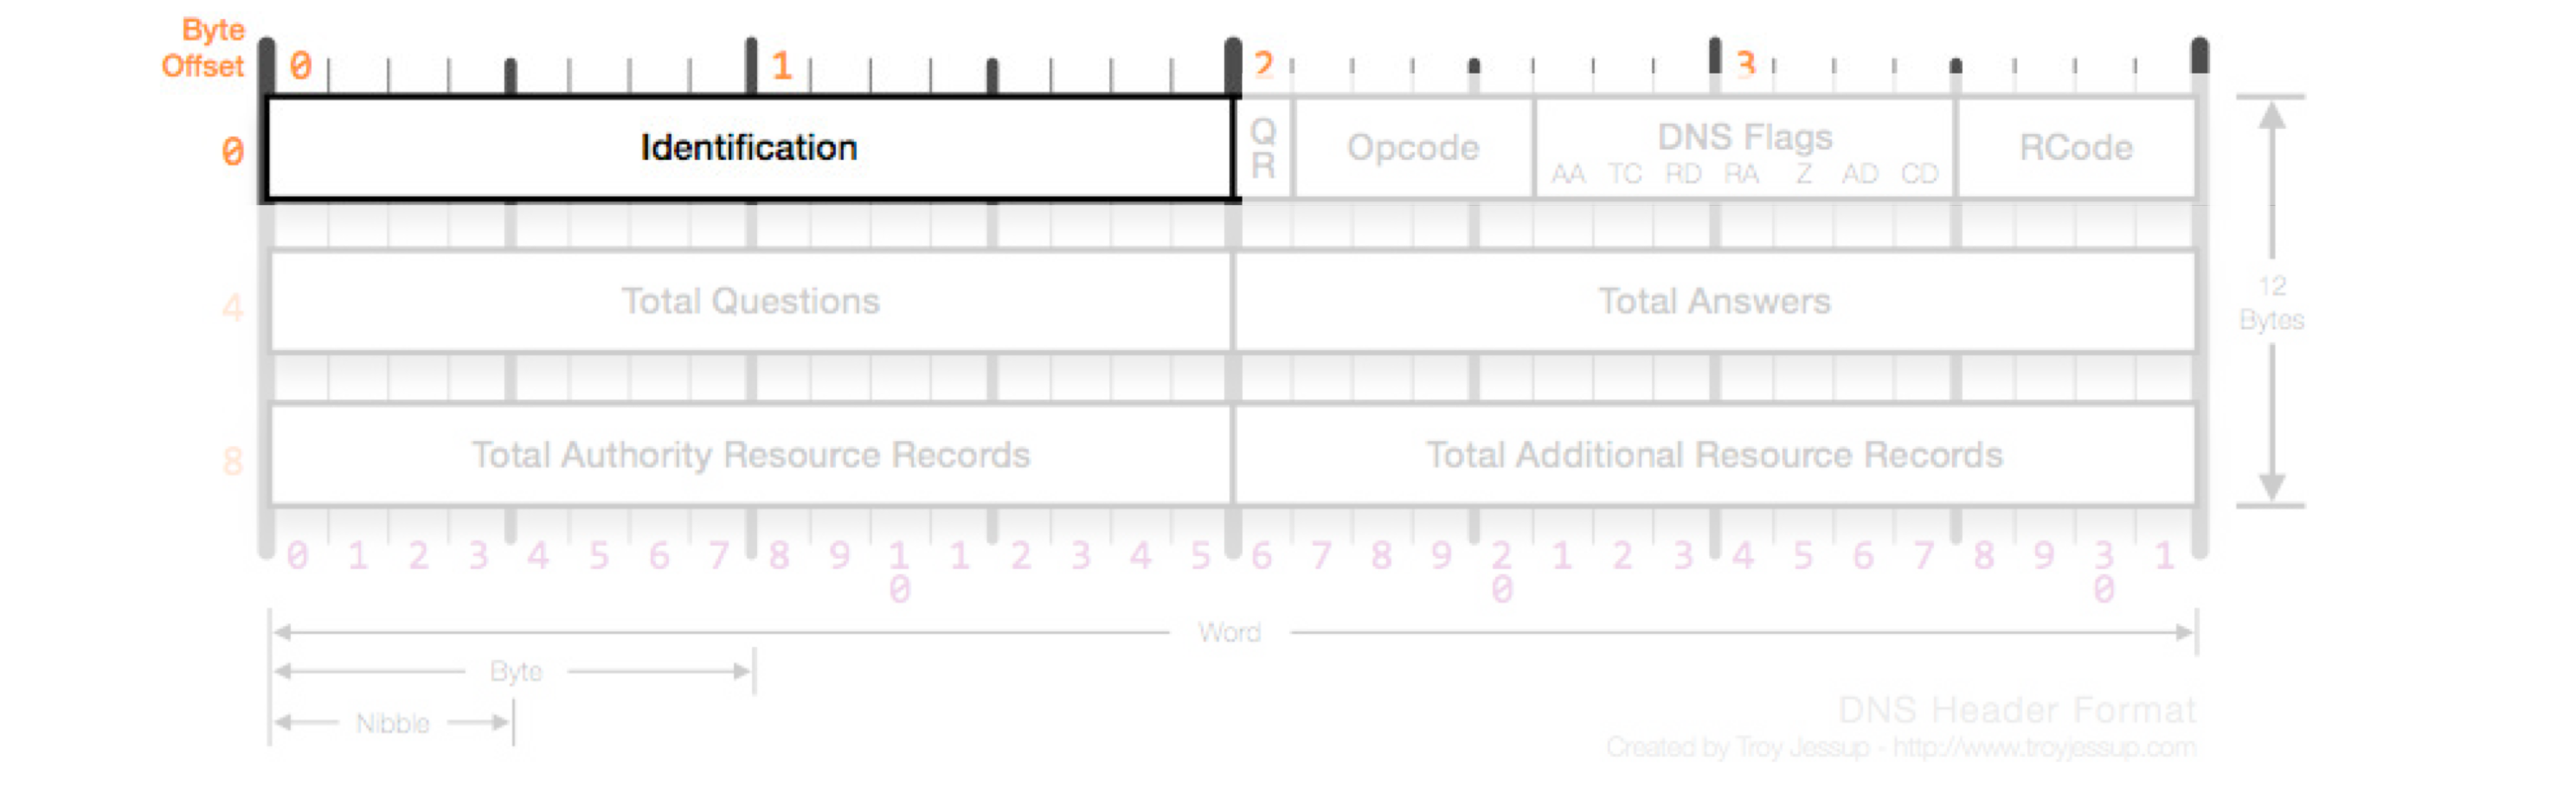 Byte
Offset 0 1 2 3
0 Identification Q R Opcode DNS Flags RCode
AA TC RD RA Z AD CD
4 Total Questions Total Answers
12
Bytes
8 Total Authority Resource Records Total Additional Resource Records
0 1 2 3 4 5 6 7 8 9 1 1 2 3 4 5 6 7 8 9 2 1 2 3 4 5 6 7 8 9 3 1
0 0 0
Word
Byte
Nibble
DNS Header Format
Created by Troy Jessup - http://www.troyjessup.com